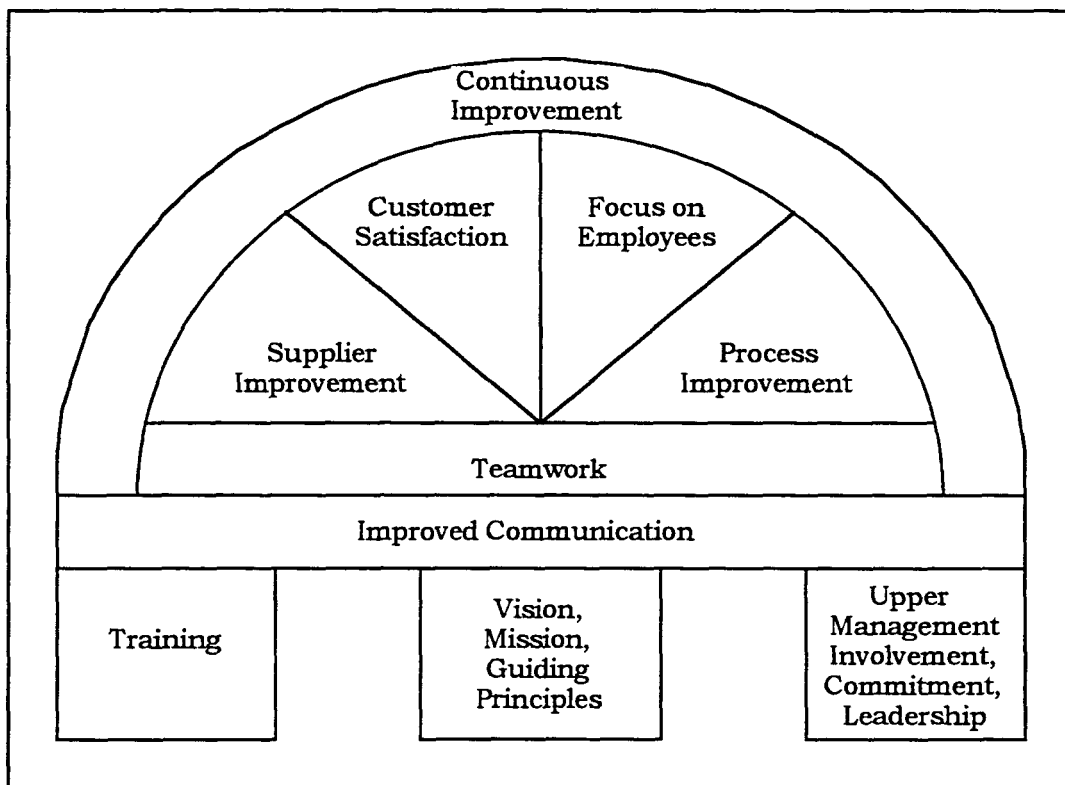 Continuous
Improvement
Customer
Satisfaction
Focus on
Employees
Supplier
Improvement
Process
Improvement
Teamwork
Improved Communication
Training
Vision,
Mission,
Guiding
Principles
Upper
Management
Involvement,
Commitment,
Leadership